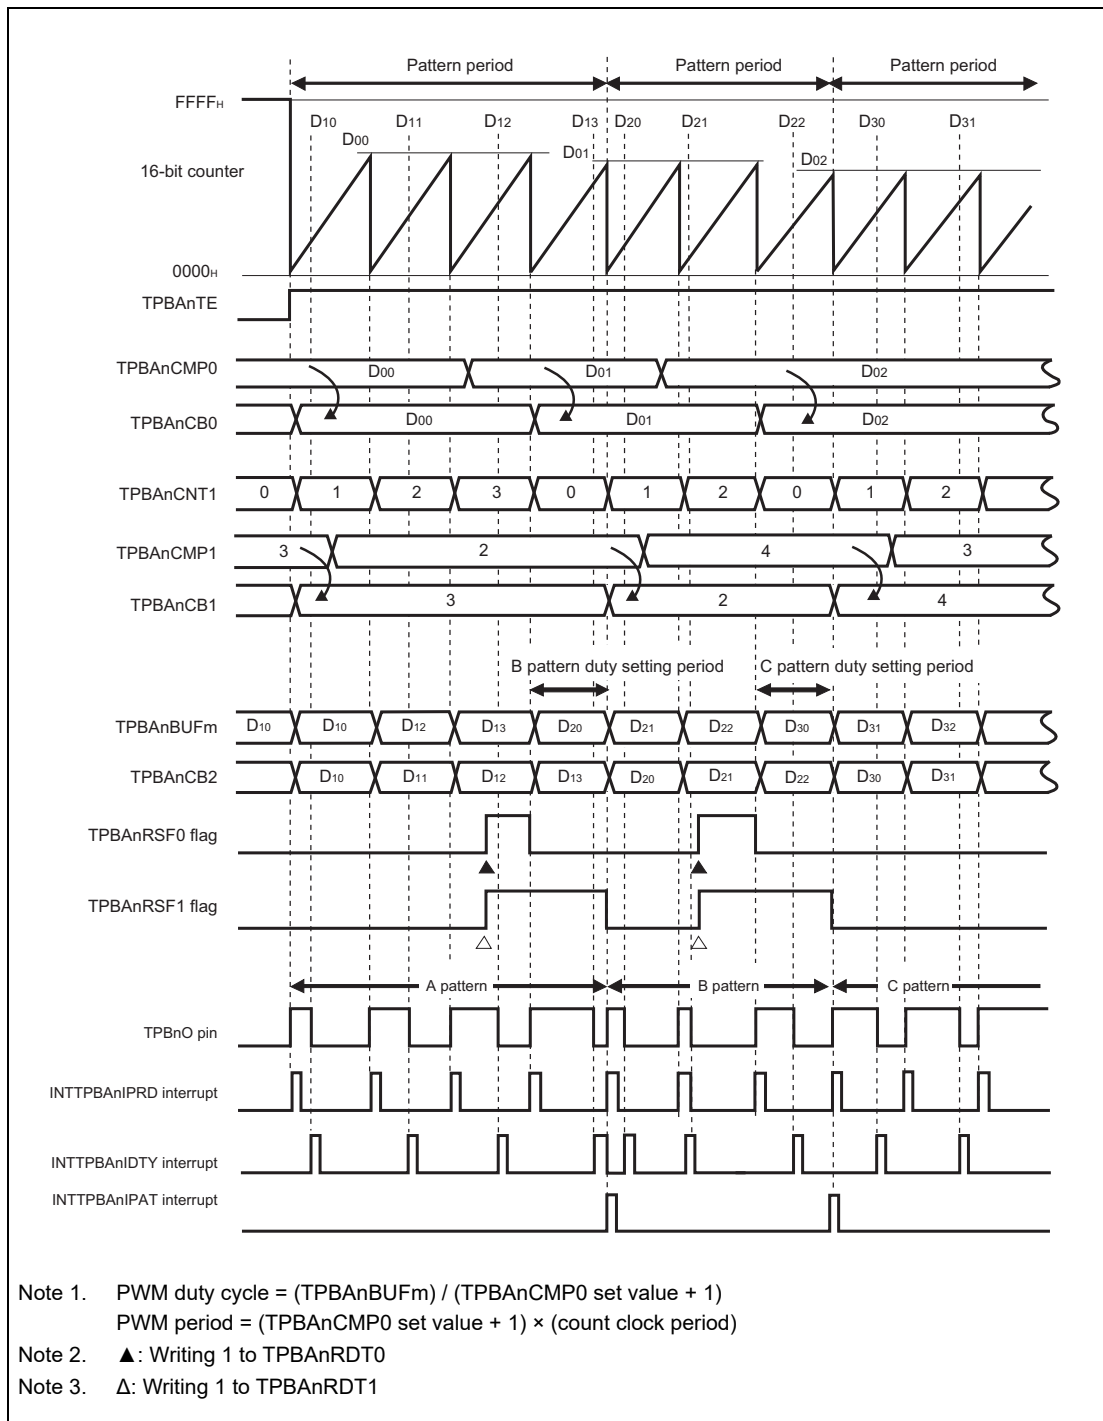 Pattern period Pattern period Pattern period
FFFFH
D10 D11 D12 D13 D20 D21 D22 D30 D31
D00 D01 D02
16-bit counter
0000H
TPBAnTE
TPBAnCMP0 D00 D01 D02
TPBAnCB0 D00 D01 D02
TPBAnCNT1 0 1 2 3 0 1 2 0 1 2
TPBAnCMP1 3 2 4 3
TPBAnCB1 3 2 4
B pattern duty setting period C pattern duty setting period
TPBAnBUFm D10 D10 D12 D13 D20 D21 D22 D30 D31 D32
TPBAnCB2 D10 D11 D12 D13 D20 D21 D22 D30 D31
TPBAnRSF0 flag
▲ ▲
TPBAnRSF1 flag
Δ Δ
A pattern B pattern C pattern
TPBnO pin
INTTPBAnIPRD interrupt
INTTPBAnIDTY interrupt
INTTPBAnIPAT interrupt
Note 1. PWM duty cycle = (TPBAnBUFm) / (TPBAnCMP0 set value + 1)
PWM period = (TPBAnCMP0 set value + 1) × (count clock period)
Note 2. ▲: Writing 1 to TPBAnRDT0
Note 3. Δ: Writing 1 to TPBAnRDT1